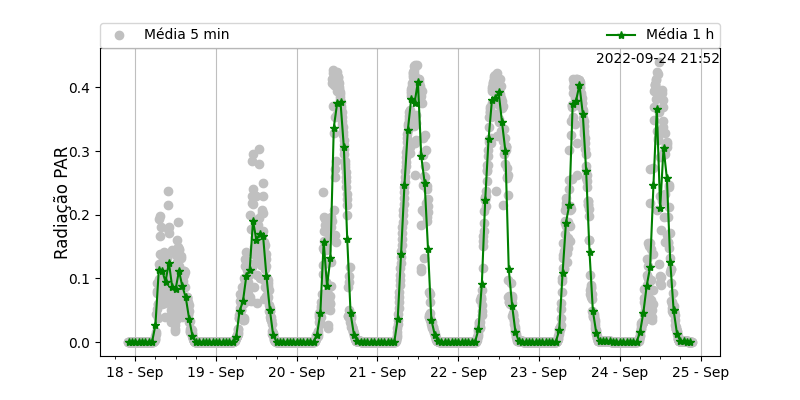 Média 5 min
Média 1 h
2022-09-24 21:52
Radiação PAR
0.4
0.3
0.2
0.1
0.0
18 - Sep
19 - Sep
20 - Sep
21 - Sep
22 - Sep
23 - Sep
24 - Sep
25 - Sep